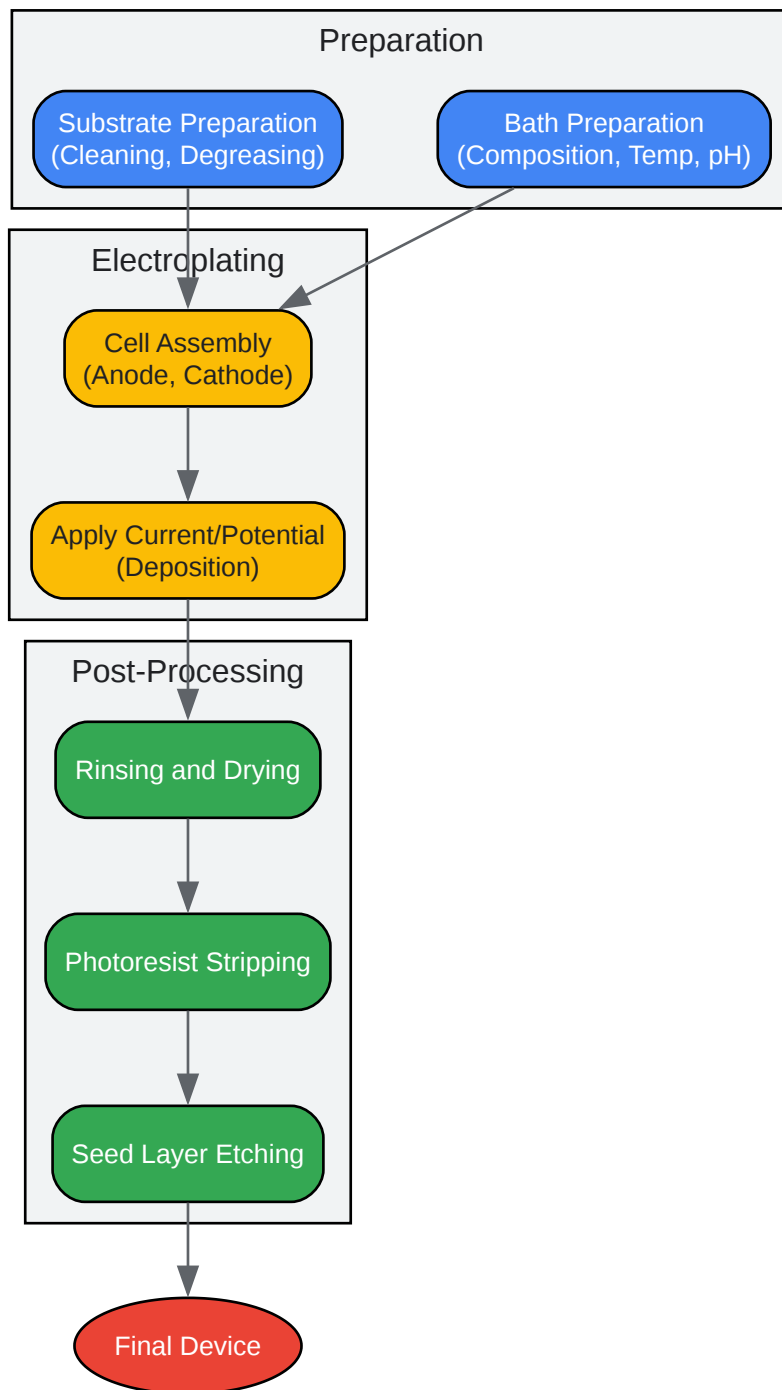 Preparation
Substrate Preparation
(Cleaning, Degreasing)
Bath Preparation
(Composition, Temp, pH)
Electroplating
Cell Assembly
(Anode, Cathode)
Apply Current/Potential
(Deposition)
Post-Processing
Rinsing and Drying
Photoresist Stripping
Seed Layer Etching
Final Device